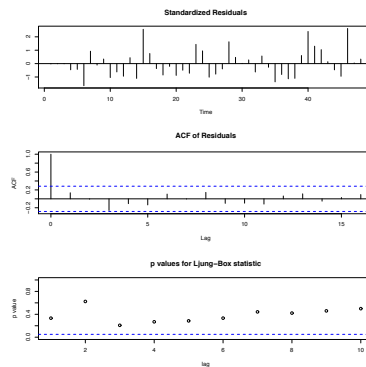 Standardized Residuals
2
1
0
−1
0 10 20 30 40
Time
ACF of Residuals
1.0
0.6
0.2
−0.2
ACF
0 5 10 15
Lag
p values for Ljung−Box statistic
0.8
0.4
0.0
p value
2 4 6 8 10
lag